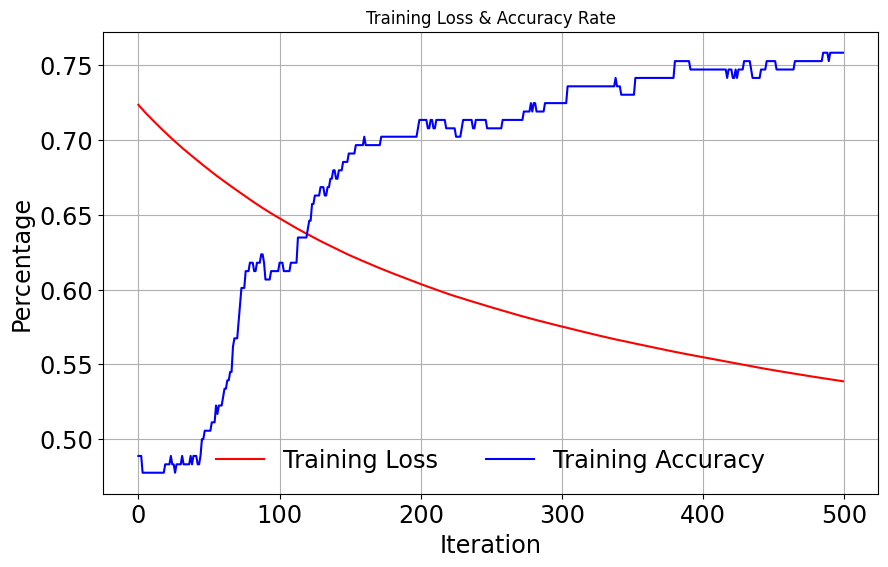 Training Loss & Accuracy Rate
Percentage
0.75
0.70
0.65
0.60
0.55
0.50
Training Loss
Training Accuracy
0
100
200
300
400
500
Iteration